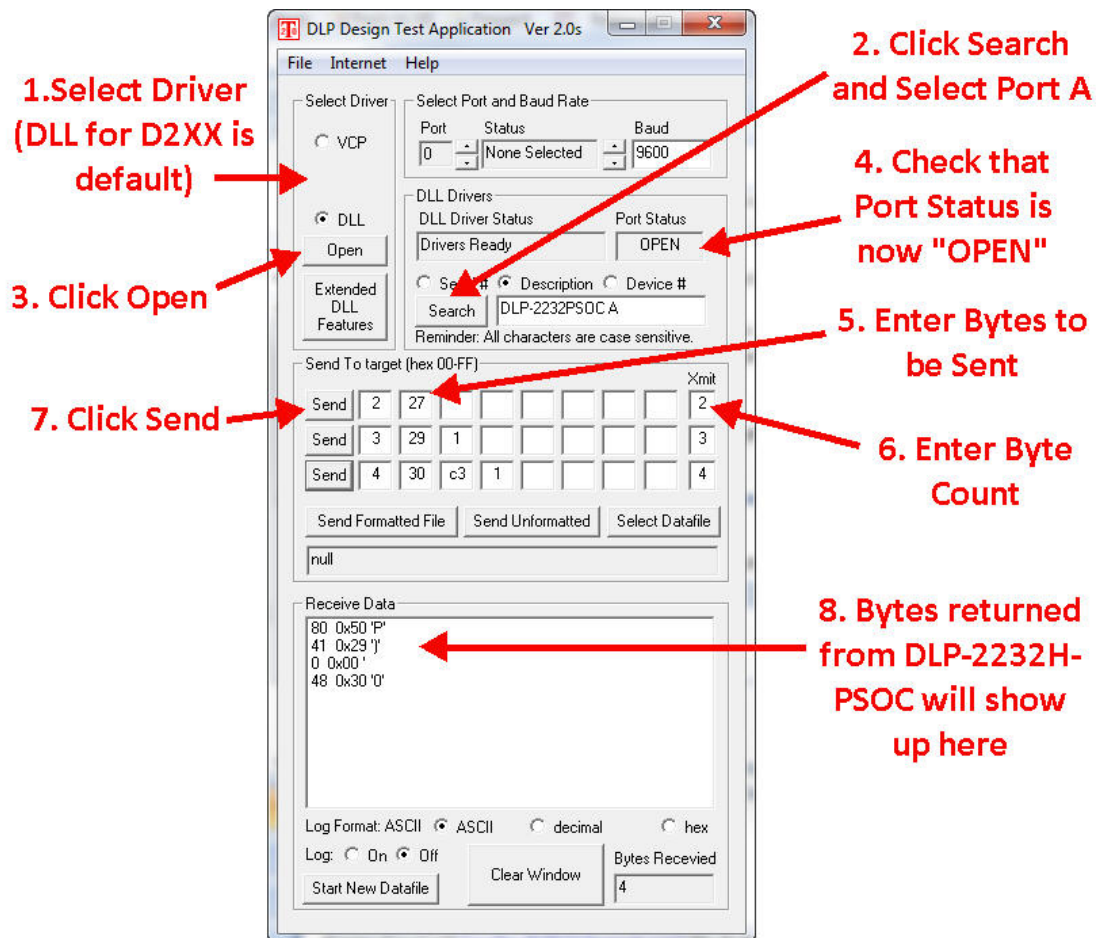 DLP Design Test Application Ver 2.0s
File Internet Help
1.Select Driver
(DLL for D2XX is
default)
2. Click Search
and Select Port A
3. Click Open
4. Check that
Port Status is
now "OPEN"
5. Enter Bytes to
be Sent
6. Enter Byte
Count
7. Click Send
8. Bytes returned
from DLP-2232H-
PSOC will show
up here
Select Driver
VCP
DLL
Open
Extended
DLL
Features
Select Port and Baud Rate
Port Status Baud
0 None Selected 9600
DLL Drivers
DLL Driver Status Port Status
Drivers Ready OPEN
# Description Device #
Search DLP-2232PSOC A
Reminder: All characters are case sensitive.
Send To target (hex 00-FF)
Xmit
Send 2 27 2
Send 3 29 1 3
Send 4 30 c3 1 4
Send Formatted File Send Unformatted Select Datafile
null
Receive Data
80 0x50 'P'
41 0x29 ')'
0 0x00 '
48 0x30 '0'
Log Format: ASCII ASCII decimal hex
Log: On Off
Start New Datafile
Clear Window
Bytes Recevied
4